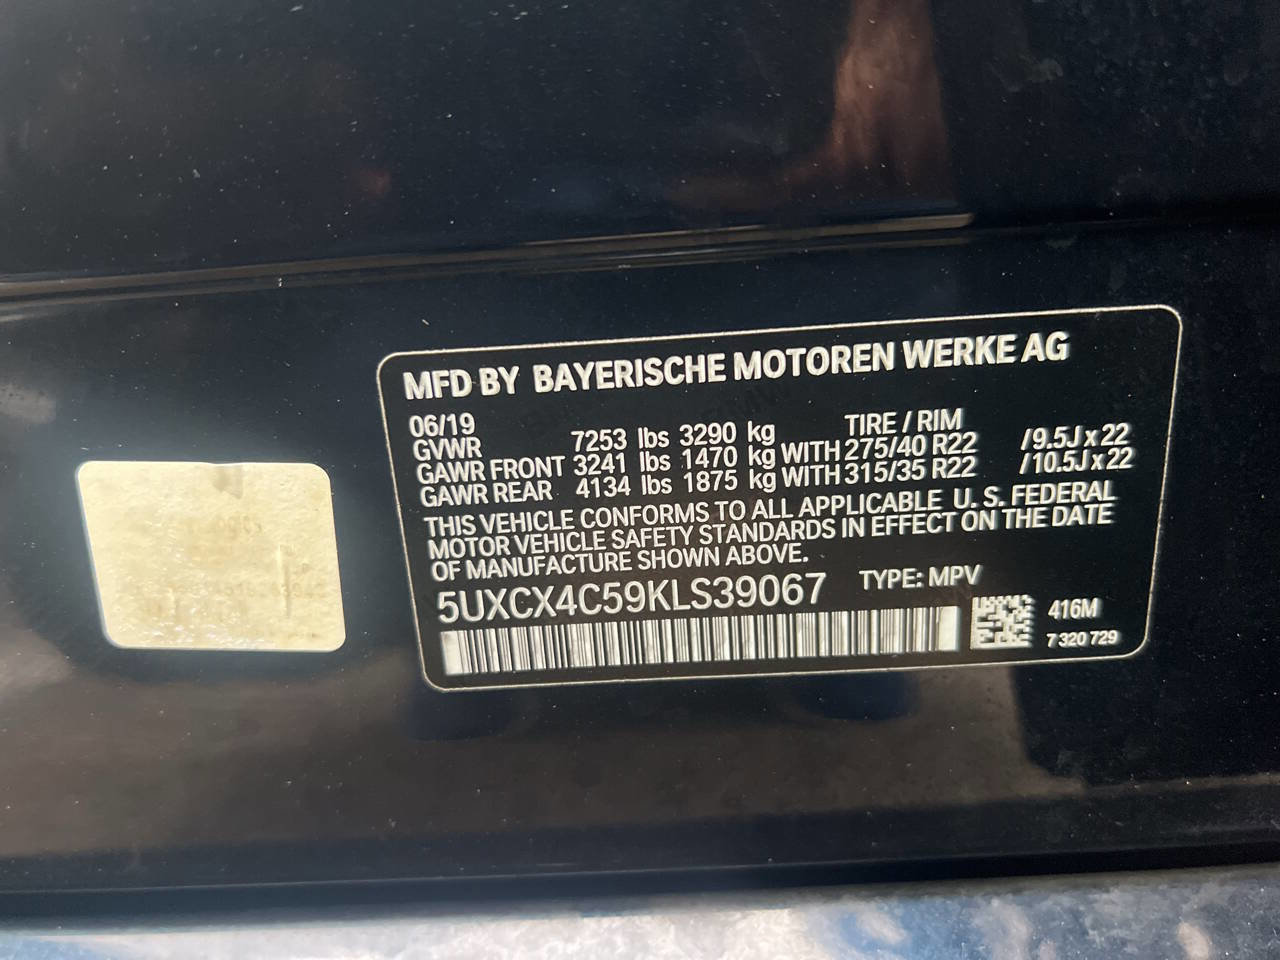 MFD BY BAYERISCHE MOTOREN WERKE AG
06/19 TIRE / RIM
GVWR 7253 lbs 3290 kg
GAWR FRONT 3241 lbs 1470 kg WITH 275/40 R22 /9.5J x 22
GAWR REAR 4134 lbs 1875 kg WITH 315/35 R22 /10.5J x 22
THIS VEHICLE CONFORMS TO ALL APPLICABLE U. S. FEDERAL
MOTOR VEHICLE SAFETY STANDARDS IN EFFECT ON THE DATE
OF MANUFACTURE SHOWN ABOVE.
5UXCX4C59KLS39067 TYPE: MPV
416M
7 320 729